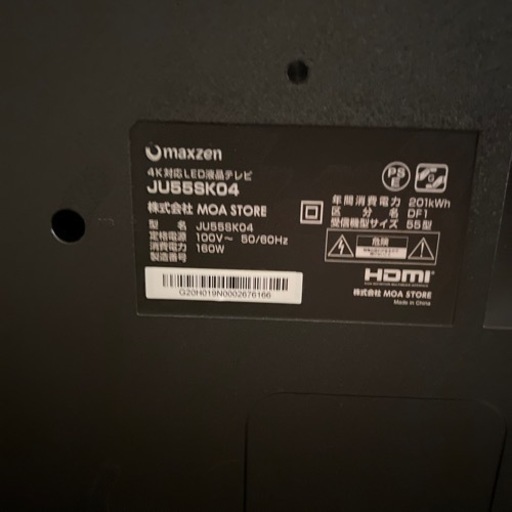 maxzen
4K対応LED液晶テレビ
JU55SK04
株式会社 MOA STORE
型 名 JU55SK04
定格電源 100V～ 50/60Hz
消費電力 160W
製造番号
G20H019N0002676166
PS
E
年間消費電力 201kWh
区 分 名 DF1
受信機型サイズ 55型
危険
HDMI
株式会社 MOA STORE
Made in China